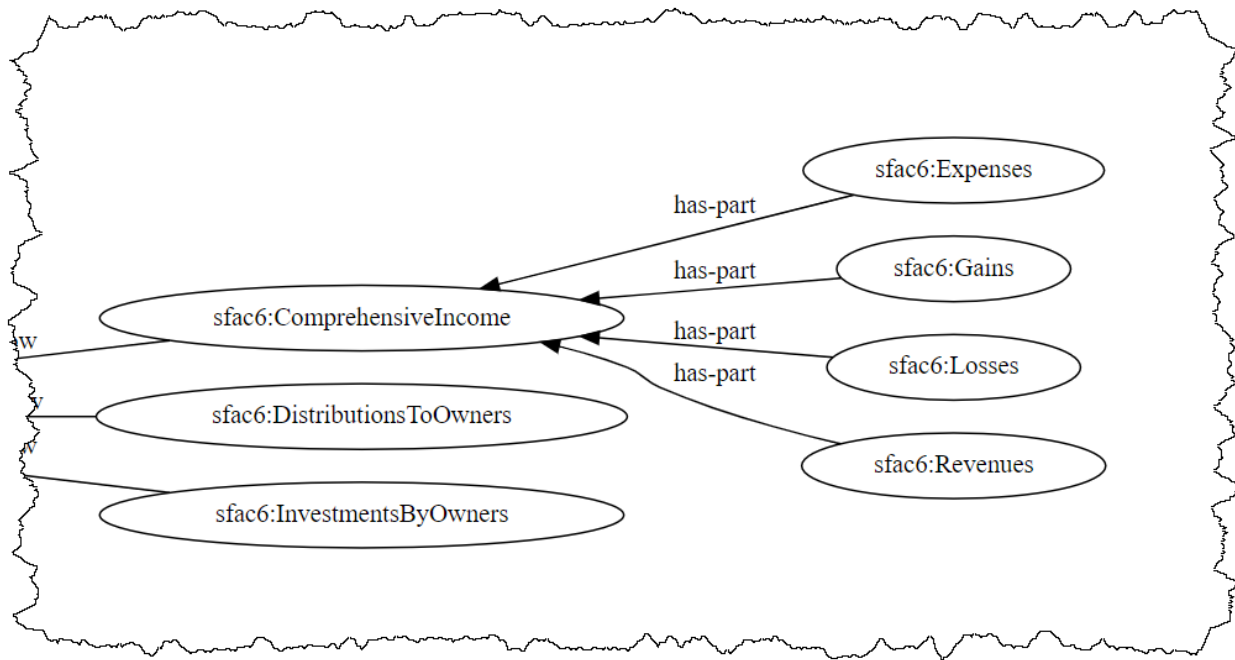 sfac6:Expenses
has-part
sfac6:Gains
has-part
sfac6:ComprehensiveIncome
has-part
sfac6:Losses
has-part
sfac6:DistributionsToOwners
sfac6:Revenues
sfac6:InvestmentsByOwners